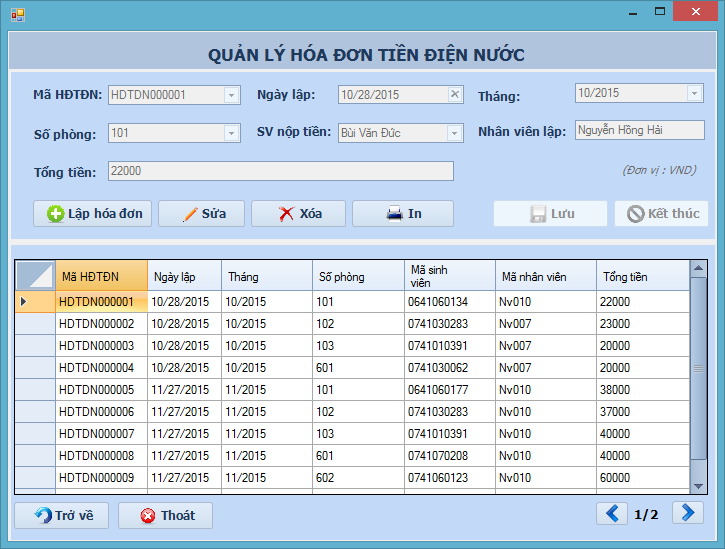 QUẢN LÝ HÓA ĐƠN TIỀN ĐIỆN NƯỚC
Mã HĐTĐN: HDTDN000001 Ngày lập: 10/28/2015 Tháng: 10/2015
Số phòng: 101 SV nộp tiền: Bùi Văn Đức Nhân viên lập: Nguyễn Hồng Hải
Tổng tiền: 22000 (Đơn vị : VND)
Lập hóa đơn Sửa Xóa In Lưu Kết thúc
Mã HĐTĐN Ngày lập Tháng Số phòng Mã sinh viên Mã nhân viên Tổng tiền
HDTDN000001 10/28/2015 10/2015 101 0641060134 Nv010 22000
HDTDN000002 10/28/2015 10/2015 102 0741030283 Nv007 23000
HDTDN000003 10/28/2015 10/2015 103 0741010391 Nv007 20000
HDTDN000004 10/28/2015 10/2015 601 0741030062 Nv007 20000
HDTDN000005 11/27/2015 11/2015 101 0641060177 Nv010 38000
HDTDN000006 11/27/2015 11/2015 102 0741030283 Nv010 37000
HDTDN000007 11/27/2015 11/2015 103 0741010391 Nv010 40000
HDTDN000008 11/27/2015 11/2015 601 0741070208 Nv010 40000
HDTDN000009 11/27/2015 11/2015 602 0741060123 Nv010 60000
Trở về Thoát 1/2